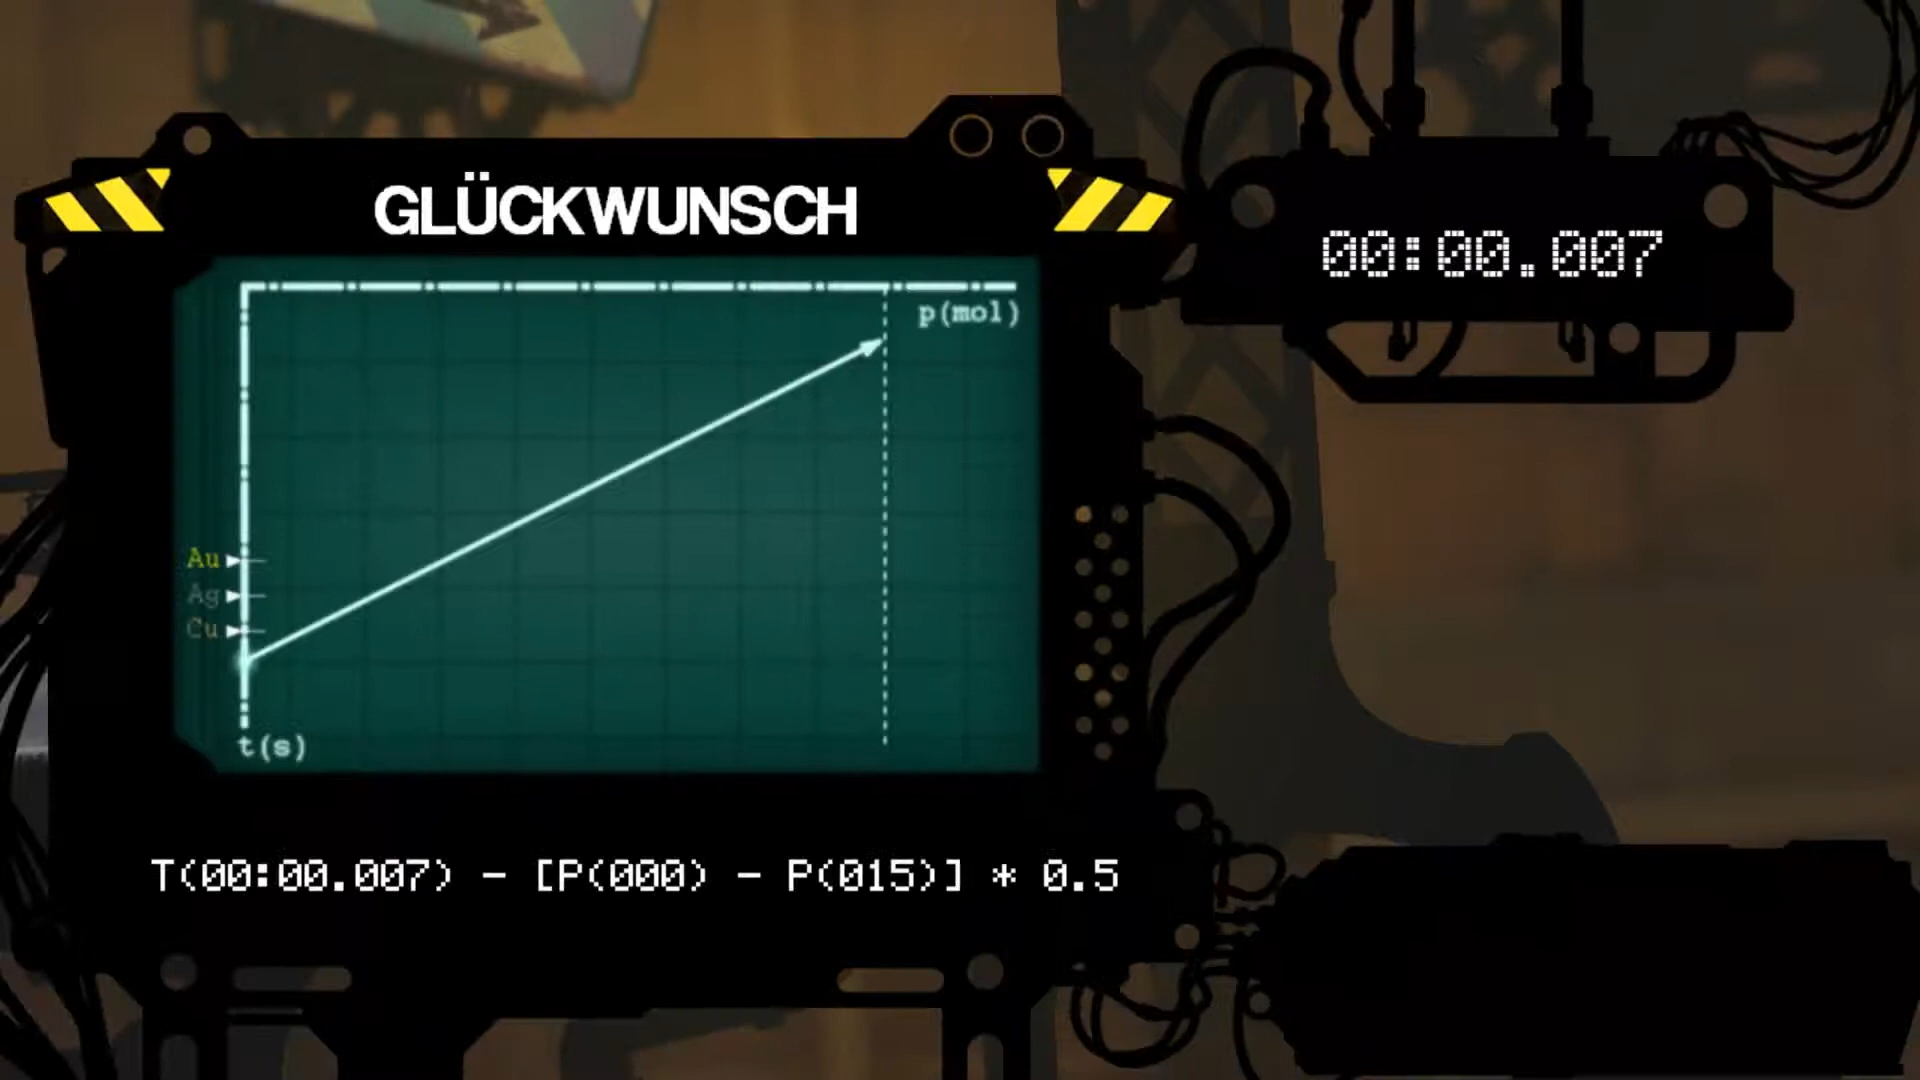 GLÜCKWUNSCH
00:00.007
p(mol)
Au
Ag
Cu
t(s)
T(00:00.007) - [P(000) - P(015)] * 0.5